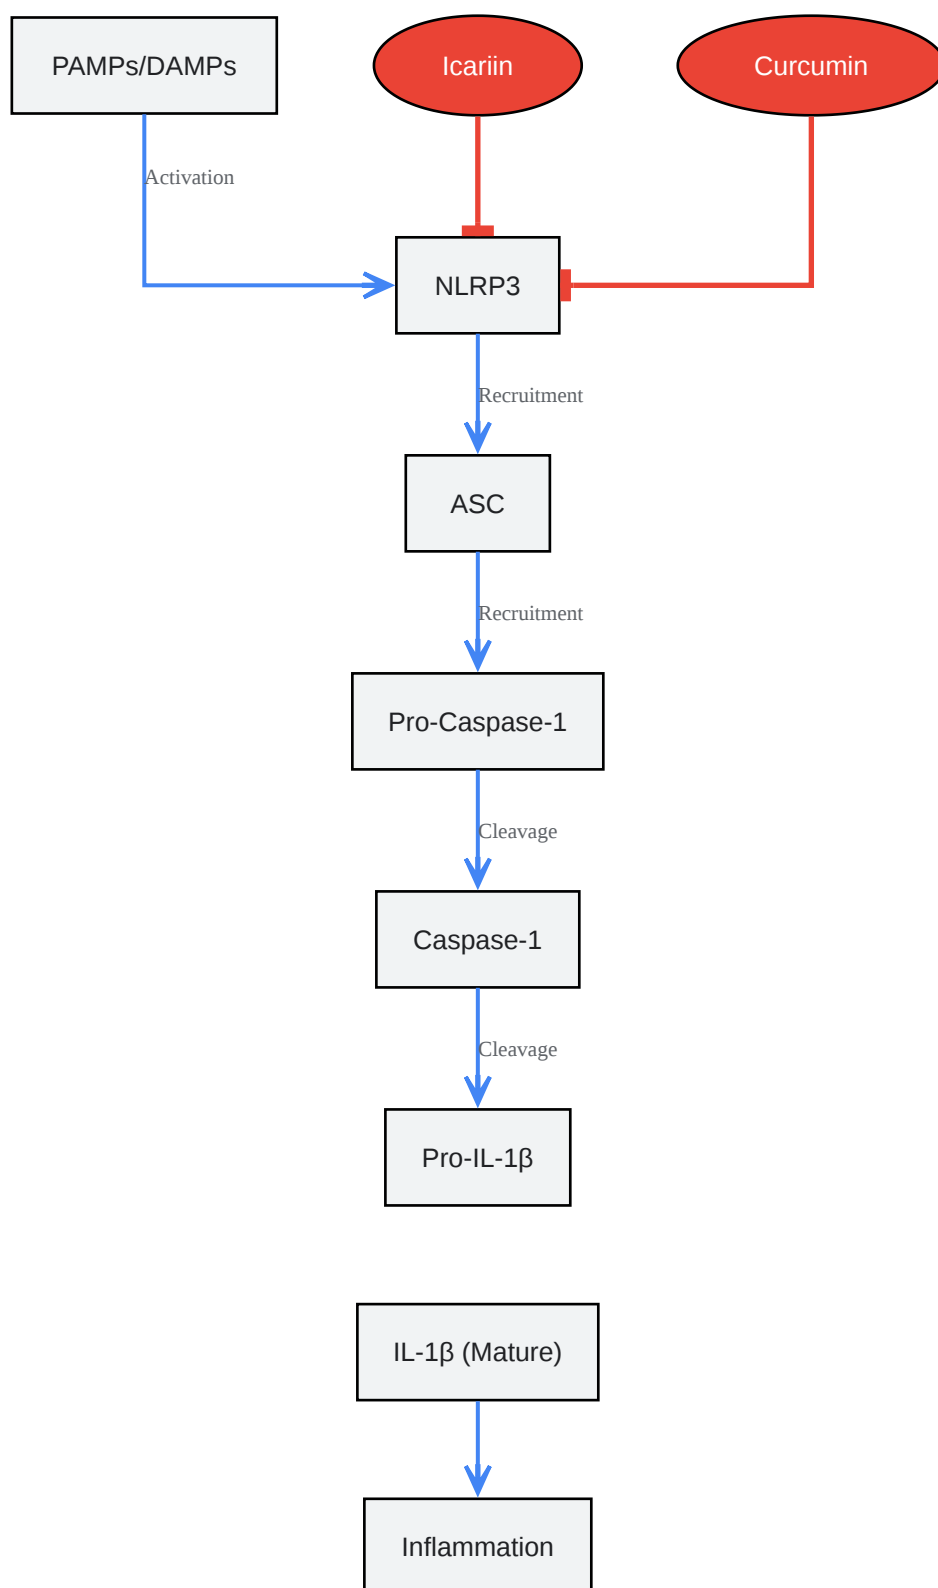 PAMPs/DAMPs
Icariin
Curcumin
Activation
NLRP3
Recruitment
ASC
Recruitment
Pro-Caspase-1
Cleavage
Caspase-1
Cleavage
Pro-IL-1β
IL-1β (Mature)
Inflammation